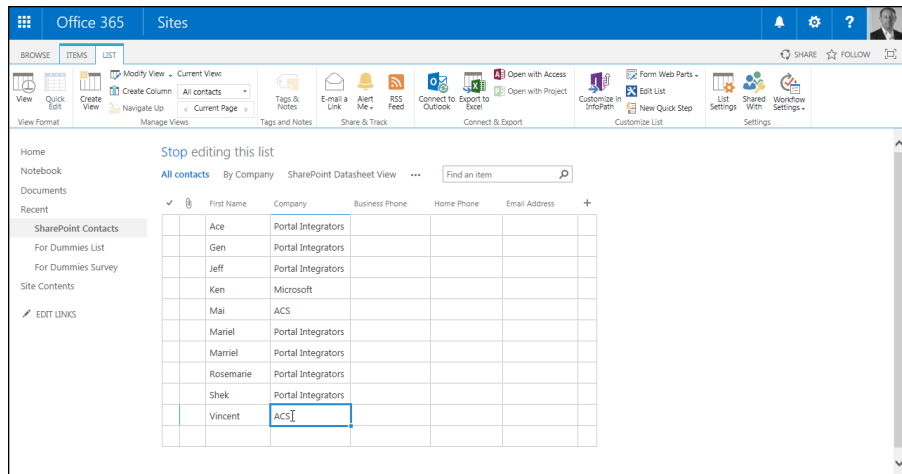 Office 365 Sites ?
BROWSE ITEMS LIST SHARE FOLLOW
View Quick Edit Create View Modify View Create Column Navigate Up Current View: All contacts Current Page Tags & Notes E-mail a Link Alert Me RSS Feed Connect to Outlook Export to Excel Open with Access Open with Project Customize in InfoPath Form Web Parts Edit List New Quick Step List Settings Shared With Workflow Settings
View Format Manage Views Tags and Notes Share & Track Connect & Export Customize List Settings
Home
Notebook
Documents
Recent
SharePoint Contacts
For Dummies List
For Dummies Survey
Site Contents
EDIT LINKS
Stop editing this list
All contacts By Company SharePoint Datasheet View ... Find an item
First Name Company Business Phone Home Phone Email Address +
Ace Portal Integrators
Gen Portal Integrators
Jeff Portal Integrators
Ken Microsoft
Mai ACS
Mariel Portal Integrators
Marriel Portal Integrators
Rosemarie Portal Integrators
Shek Portal Integrators
Vincent ACS